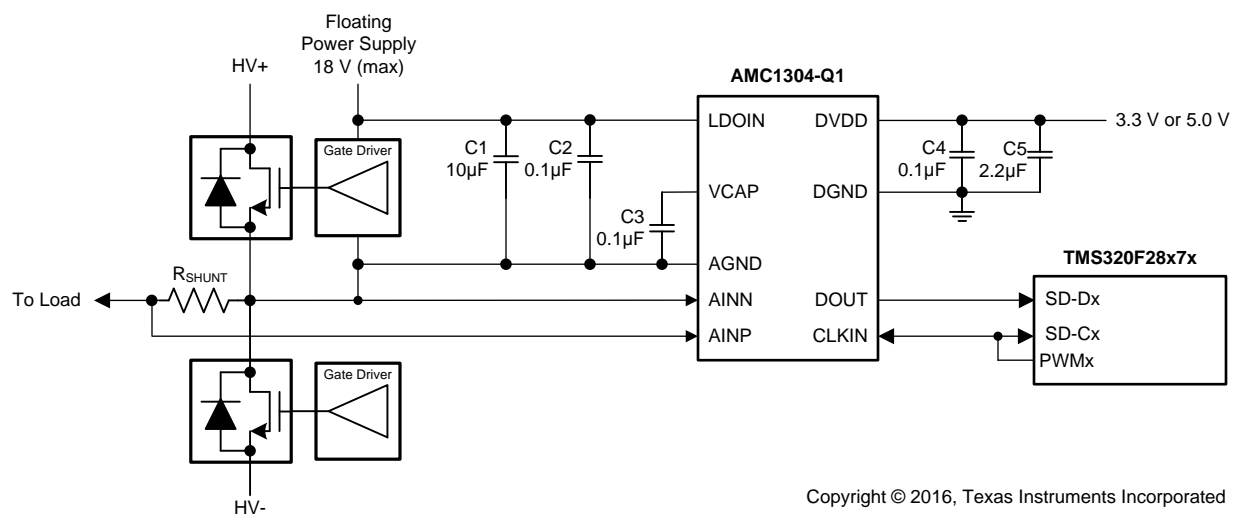 Floating
Power Supply
18 V (max)
HV+
AMC1304-Q1
Gate Driver
C1
10µF
C2
0.1µF
C3
0.1µF
LDOIN
VCAP
AGND
AINN
AINP
DVDD
DGND
DOUT
CLKIN
C4
0.1µF
C5
2.2µF
3.3 V or 5.0 V
RSHUNT
To Load
TMS320F28x7x
SD-Dx
SD-Cx
PWMx
Gate Driver
HV-
Copyright © 2016, Texas Instruments Incorporated